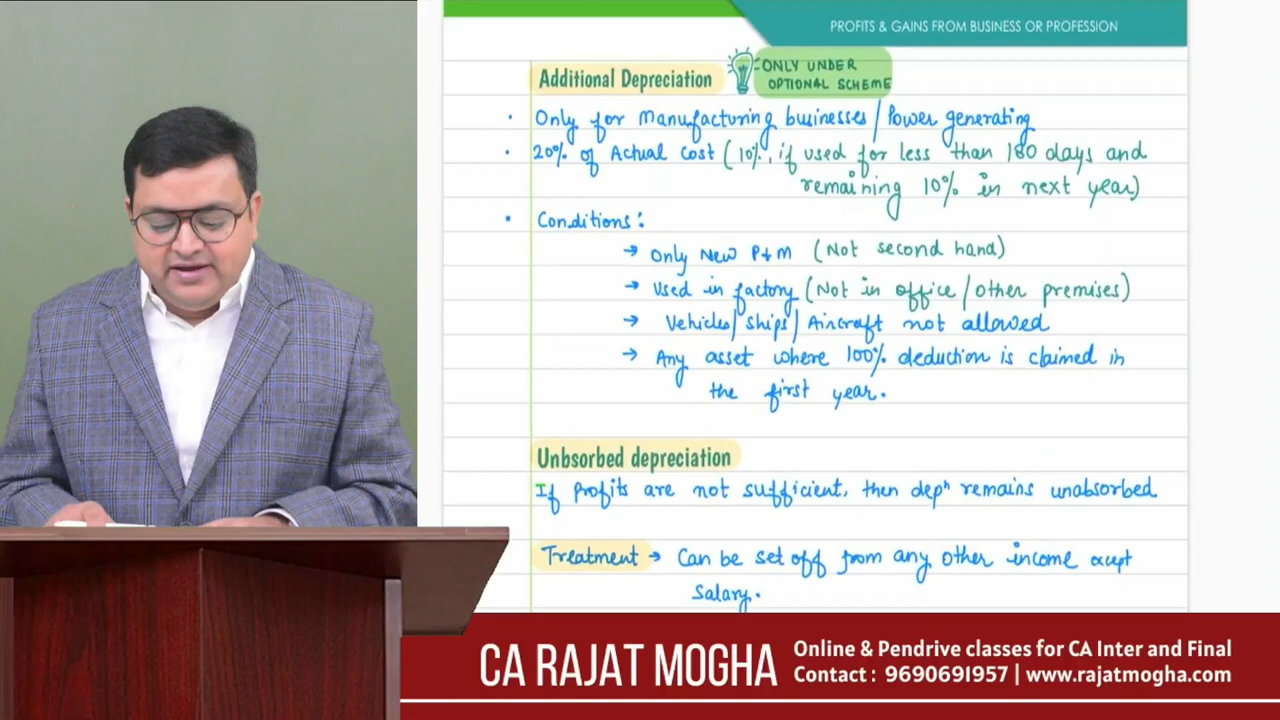 PROFITS & GAINS FROM BUSINESS OR PROFESSION
Additional Depreciation
ONLY UNDER
OPTIONAL SCHEME
• Only for Manufacturing businesses / Power generating
• 20% of Actual Cost (10%, if used for less than 180 days and
remaining 10% in next year)
• Conditions:
→ Only New P+M (Not second hand)
→ Used in factory (Not in office / other premises)
→ Vehicles / ships / Aircraft not allowed
→ Any asset where 100% deduction is claimed in
the first year.
Unbsorbed depreciation
If Profits are not sufficient, then depⁿ remains unabsorbed
Treatment → Can be set off from any other income except
Salary.
CA RAJAT MOGHA
Online & Pendrive classes for CA Inter and Final
Contact : 9690691957 | www.rajatmogha.com